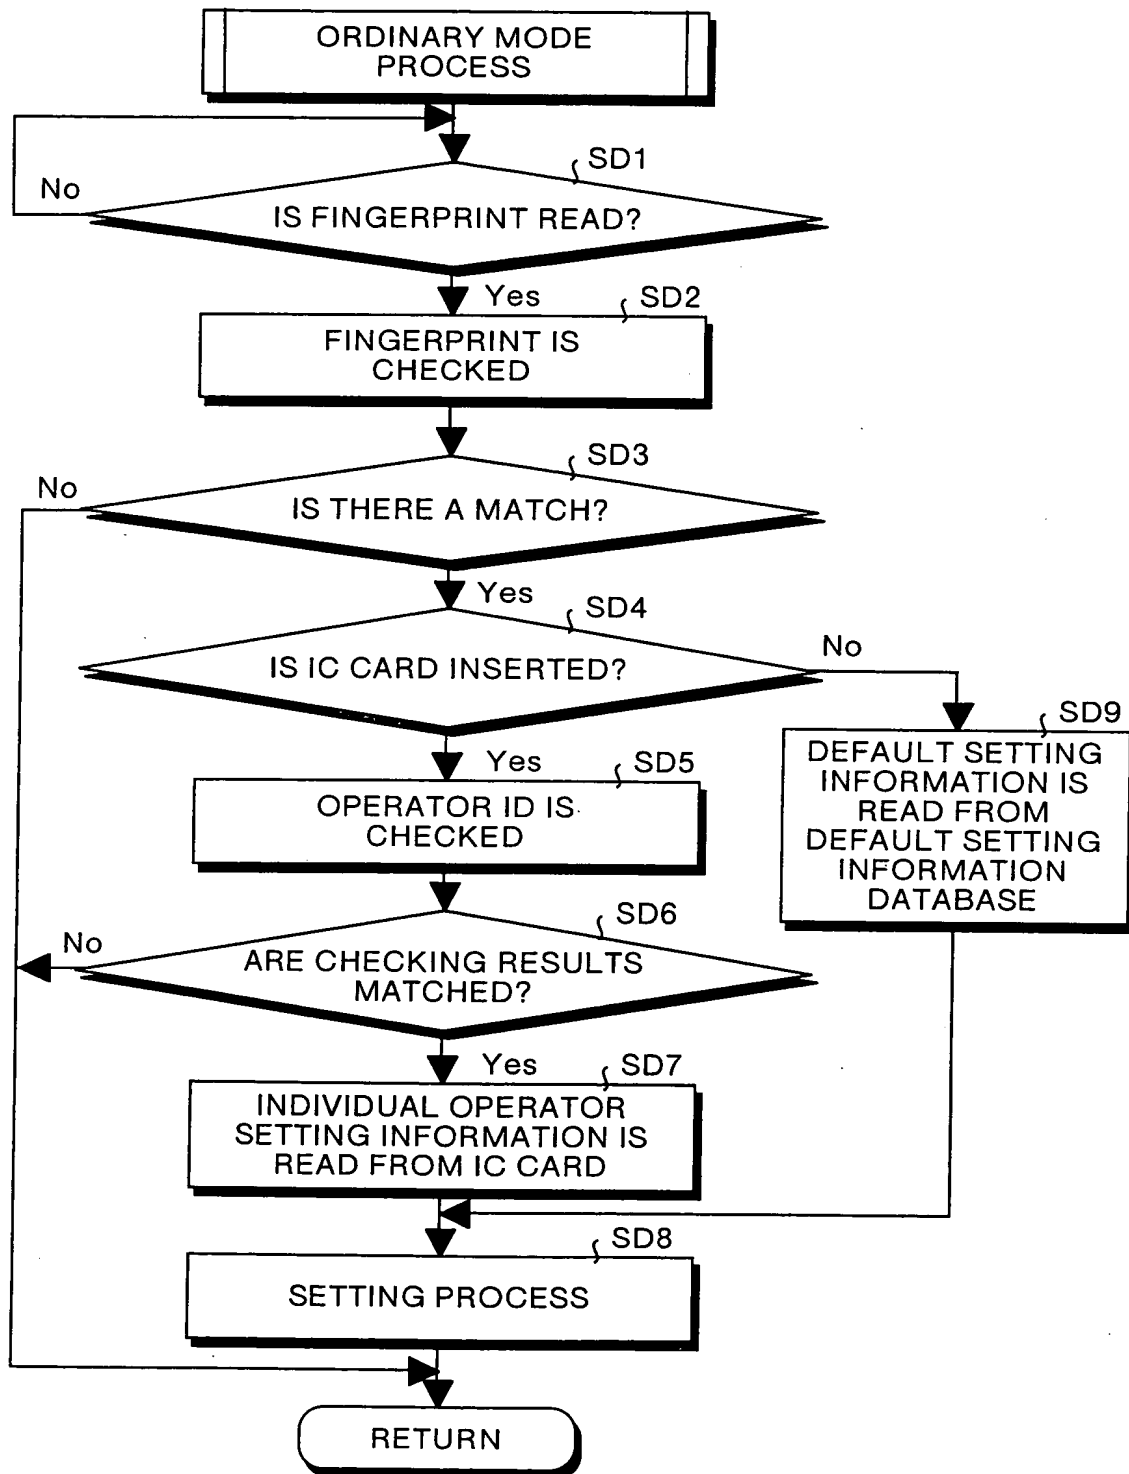 ORDINARY MODE
PROCESS
SD1
No
IS FINGERPRINT READ?
Yes
SD2
FINGERPRINT IS
CHECKED
SD3
No
IS THERE A MATCH?
Yes
SD4
IS IC CARD INSERTED?
No
SD9
DEFAULT SETTING
INFORMATION IS
READ FROM
DEFAULT SETTING
INFORMATION
DATABASE
Yes
SD5
OPERATOR ID IS
CHECKED
SD6
No
ARE CHECKING RESULTS
MATCHED?
Yes
SD7
INDIVIDUAL OPERATOR
SETTING INFORMATION IS
READ FROM IC CARD
SD8
SETTING PROCESS
RETURN